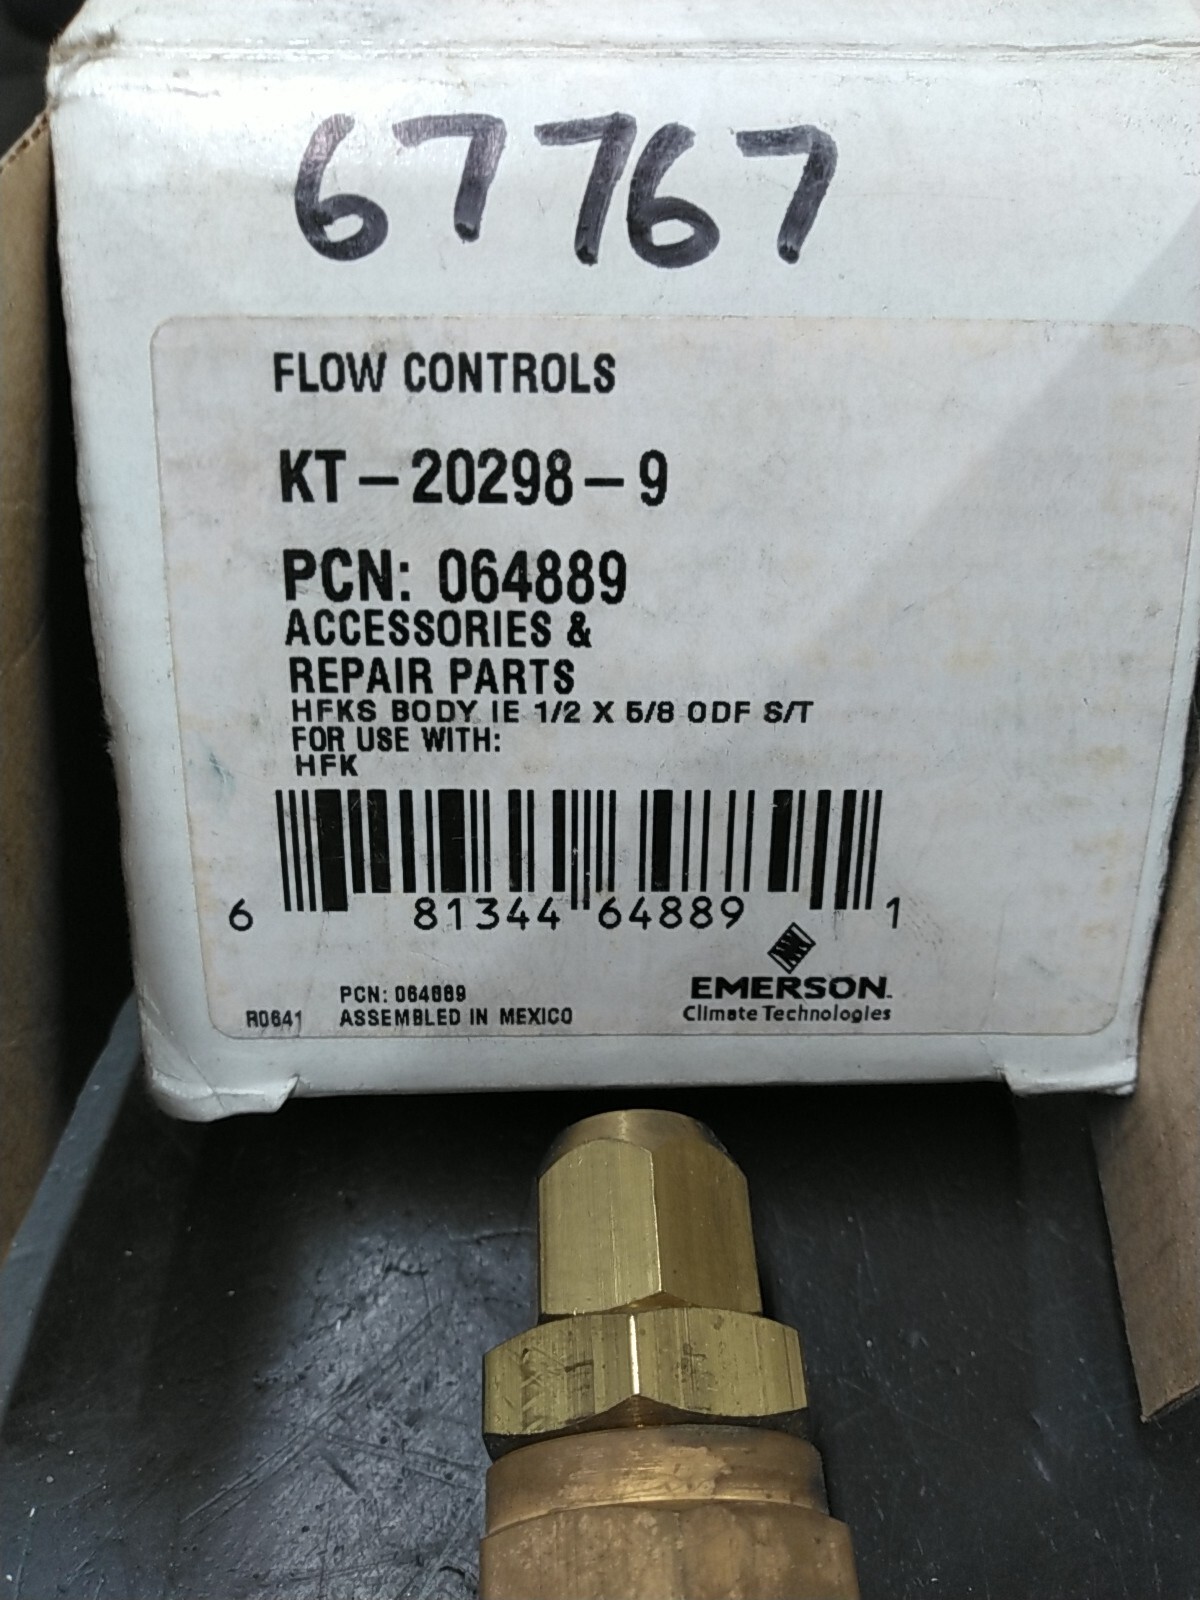 67767
FLOW CONTROLS
KT-20298-9
PCN: 064889
ACCESSORIES &
REPAIR PARTS
HFKS BODY IE 1/2 X 5/8 ODF S/T
FOR USE WITH:
HFK
6 81344 64889 1
PCN: 064889
R0641 ASSEMBLED IN MEXICO
EMERSON.
Climate Technologies